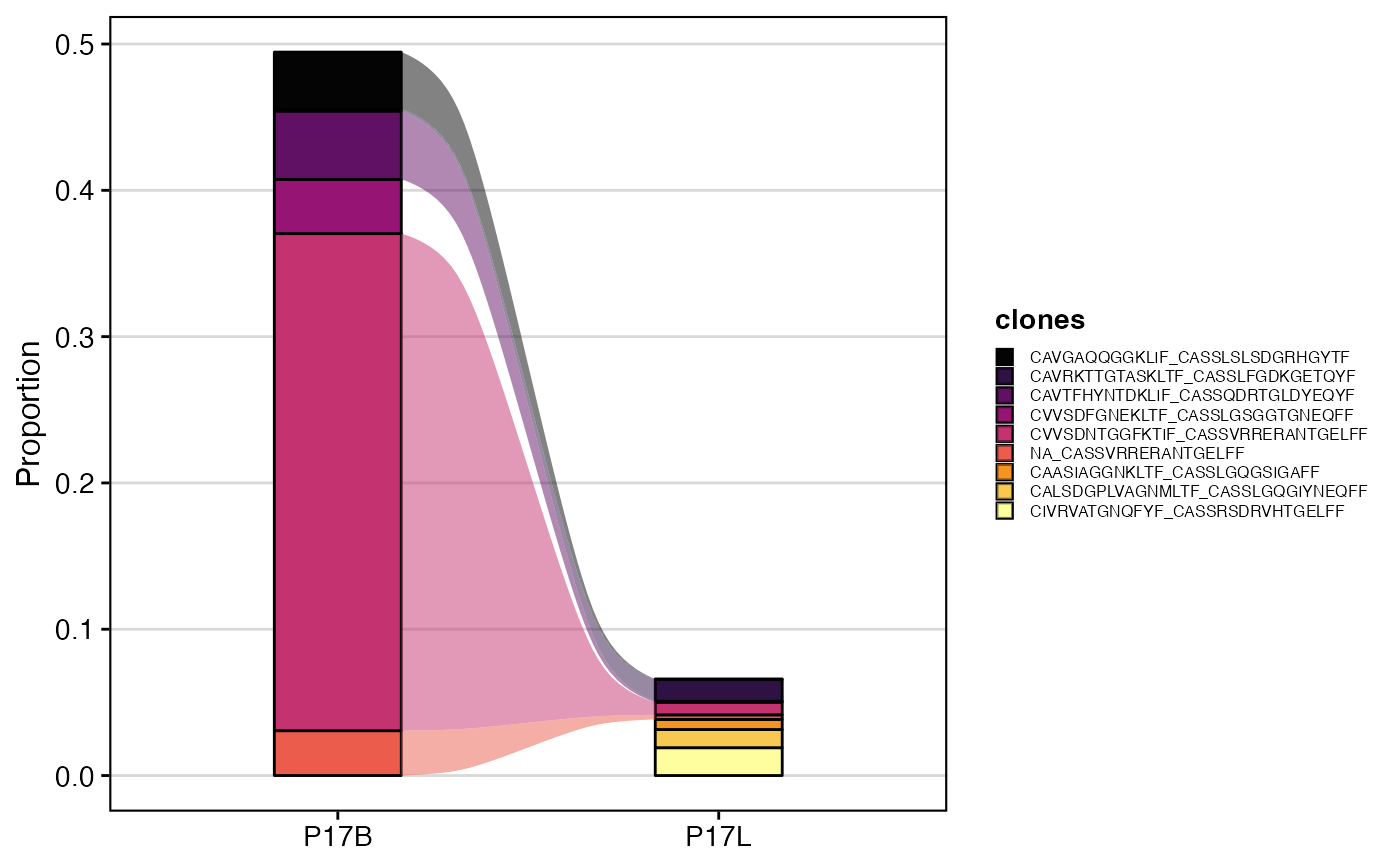 Proportion
0.5
0.4
0.3
0.2
0.1
0.0
P17B
P17L
clones
CAVGAQQGGKLIF_CASSLSLSDGRHGYTF
CAVRKTTGTASKLTF_CASSLFGDKGETQYF
CAVTFHYNTDKLIF_CASSQDRTGLDYEQYF
CVVSDFGNEKLTF_CASSLGSGGTGNEQFF
CVVSDNTGGFKTIF_CASSVRRERANTGELFF
NA_CASSVRRERANTGELFF
CAASIAGGNKLTF_CASSLGQGSIGAFF
CALSDGPLVAGNMLTF_CASSLGQGIYNEQFF
CIVRVATGNQFYF_CASSRSDRVHTGELFF